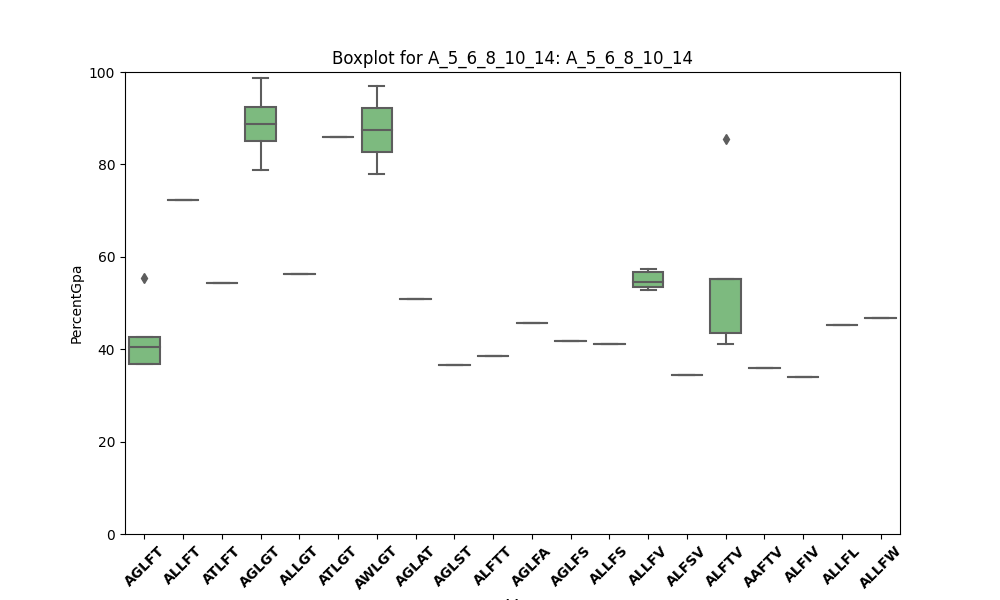 Boxplot for A_5_6_8_10_14: A_5_6_8_10_14
100
80
60
40
20
0
PercentGpa
AGLFT ALLFT ATLFT AGLGT ALLGT ATLGT AWLGT AGLAT AGLST ALFTT AGLFA AGLFS ALLFS ALLFV ALFSV ALFTV AAFTV ALFIV ALLFL ALLFW